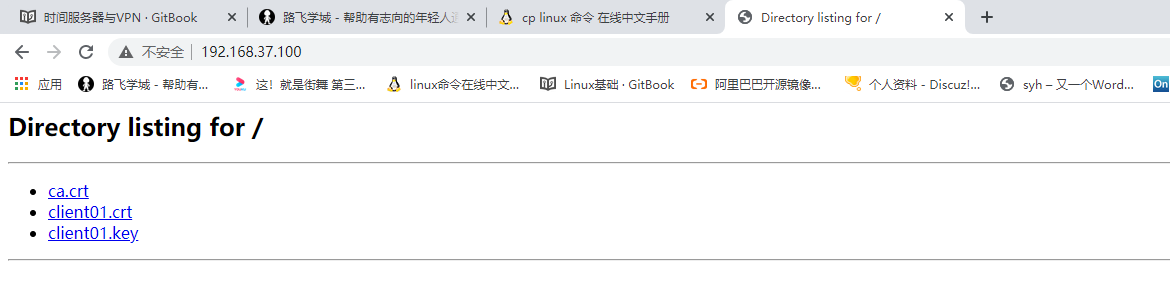 时间服务器与VPN · GitBook
路飞学城 - 帮助有志向的年轻人
cp linux 命令 在线中文手册
Directory listing for /
不安全 192.168.37.100
应用
路飞学城 - 帮助有...
这！就是街舞 第三...
linux命令在线中文...
Linux基础 · GitBook
阿里巴巴开源镜像...
个人资料 - Discuz!...
syh – 又一个Word...
On
Directory listing for /
ca.crt
client01.crt
client01.key